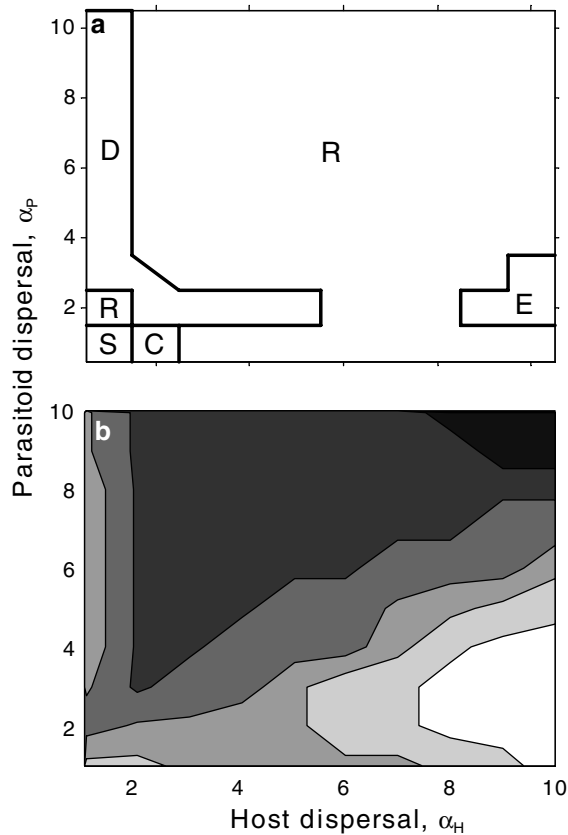 a
10
8
6
4
2
D
R
R
S
C
E
Parasitoid dispersal, αP
b
10
8
6
4
2
2 4 6 8 10
Host dispersal, αH